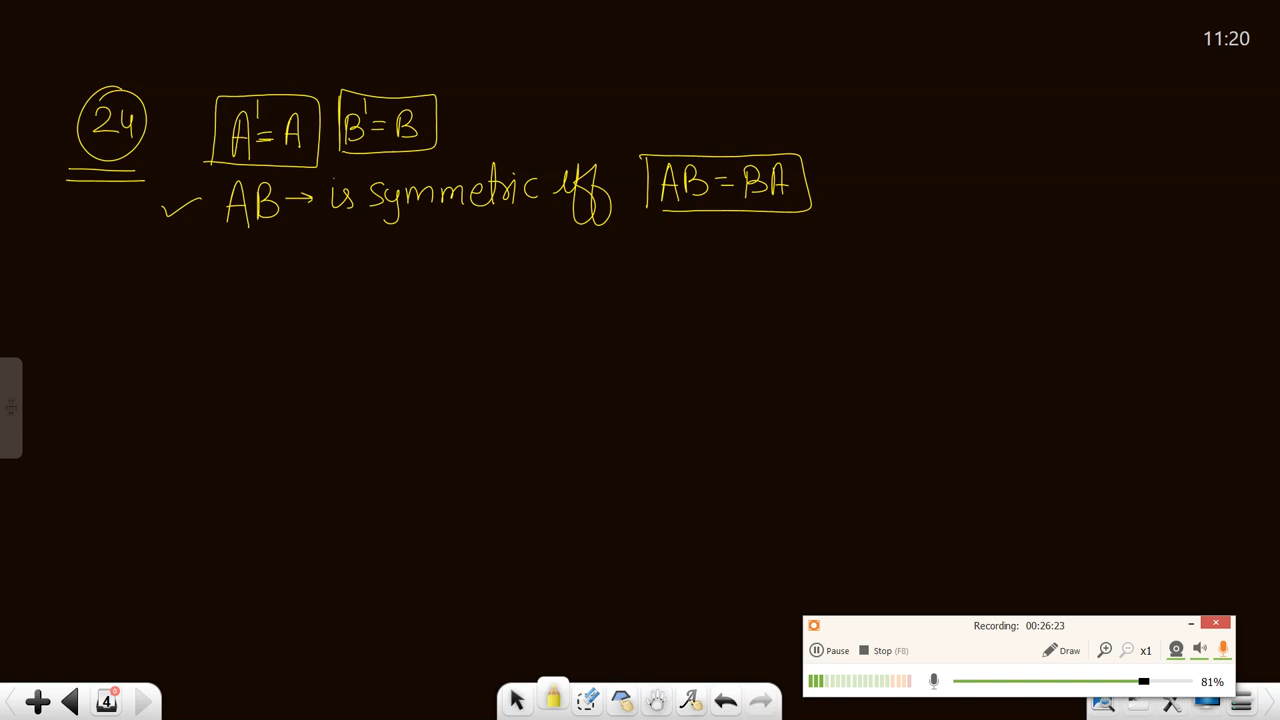 11:20
24 A' = A B' = B
AB → is symmetric iff AB = BA
Recording: 00:26:23
Pause Stop (F8) Draw x1
81%
4 0